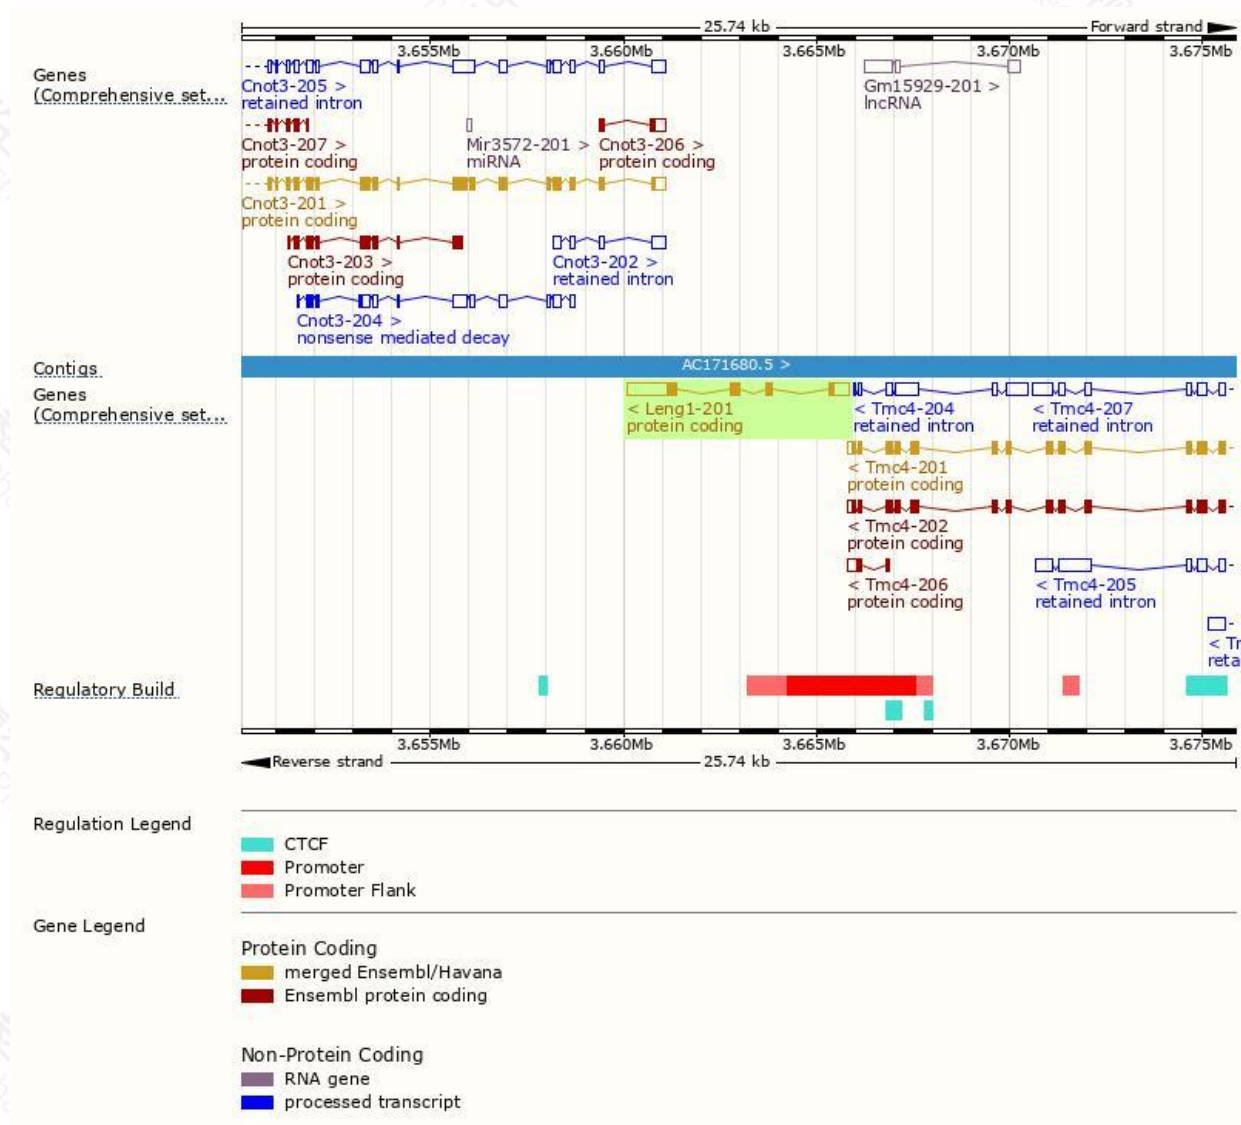 25.74 kb Forward strand
3.655Mb 3.660Mb 3.665Mb 3.670Mb 3.675Mb
Genes
(Comprehensive set...
Cnot3-205 > Gm15929-201 >
retained intron lncRNA
Cnot3-207 > Mir3572-201 > Cnot3-206 >
protein coding miRNA protein coding
Cnot3-201 >
protein coding
Cnot3-203 > Cnot3-202 >
protein coding retained intron
Cnot3-204 >
nonsense mediated decay
Contigs AC171680.5 >
Genes
(Comprehensive set...
< Leng1-201 < Tmc4-204 < Tmc4-207
protein coding retained intron retained intron
< Tmc4-201
protein coding
< Tmc4-202
protein coding
< Tmc4-206 < Tmc4-205
protein coding retained intron
< Tr
reta
Regulatory Build
3.655Mb 3.660Mb 3.665Mb 3.670Mb 3.675Mb
Reverse strand 25.74 kb
Regulation Legend
CTCF
Promoter
Promoter Flank
Gene Legend
Protein Coding
merged Ensembl/Havana
Ensembl protein coding
Non-Protein Coding
RNA gene
processed transcript